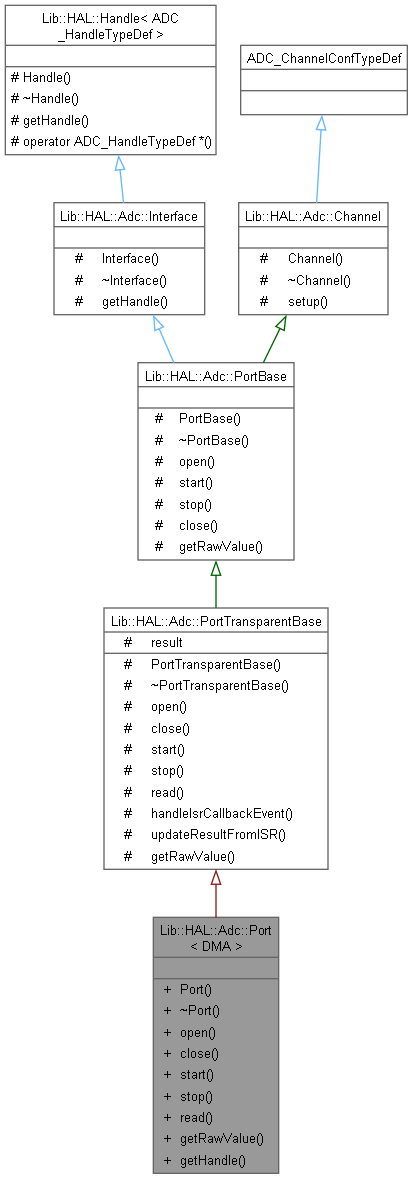 Lib::HAL::Handle< ADC
_HandleTypeDef >
# Handle()
# ~Handle()
# getHandle()
# operator ADC_HandleTypeDef *()
ADC_ChannelConfTypeDef
Lib::HAL::Adc::Interface
# Interface()
# ~Interface()
# getHandle()
Lib::HAL::Adc::Channel
# Channel()
# ~Channel()
# setup()
Lib::HAL::Adc::PortBase
# PortBase()
# ~PortBase()
# open()
# start()
# stop()
# close()
# getRawValue()
Lib::HAL::Adc::PortTransparentBase
# result
# PortTransparentBase()
# ~PortTransparentBase()
# open()
# close()
# start()
# stop()
# read()
# handleIsrCallbackEvent()
# updateResultFromISR()
# getRawValue()
Lib::HAL::Adc::Port
< DMA >
+ Port()
+ ~Port()
+ open()
+ close()
+ start()
+ stop()
+ read()
+ getRawValue()
+ getHandle()